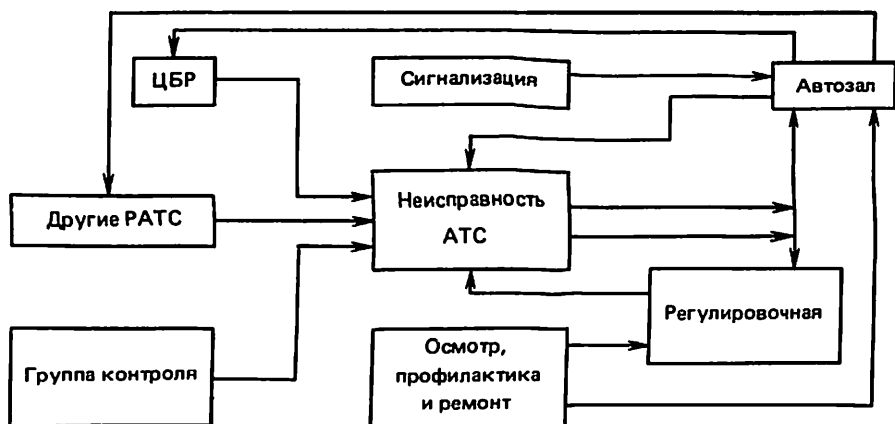 ЦБР
Сигнализация
Автозал
Другие РАТС
Неисправность
АТС
Регулировочная
Группа контроля
Осмотр,
профилактика
и ремонт